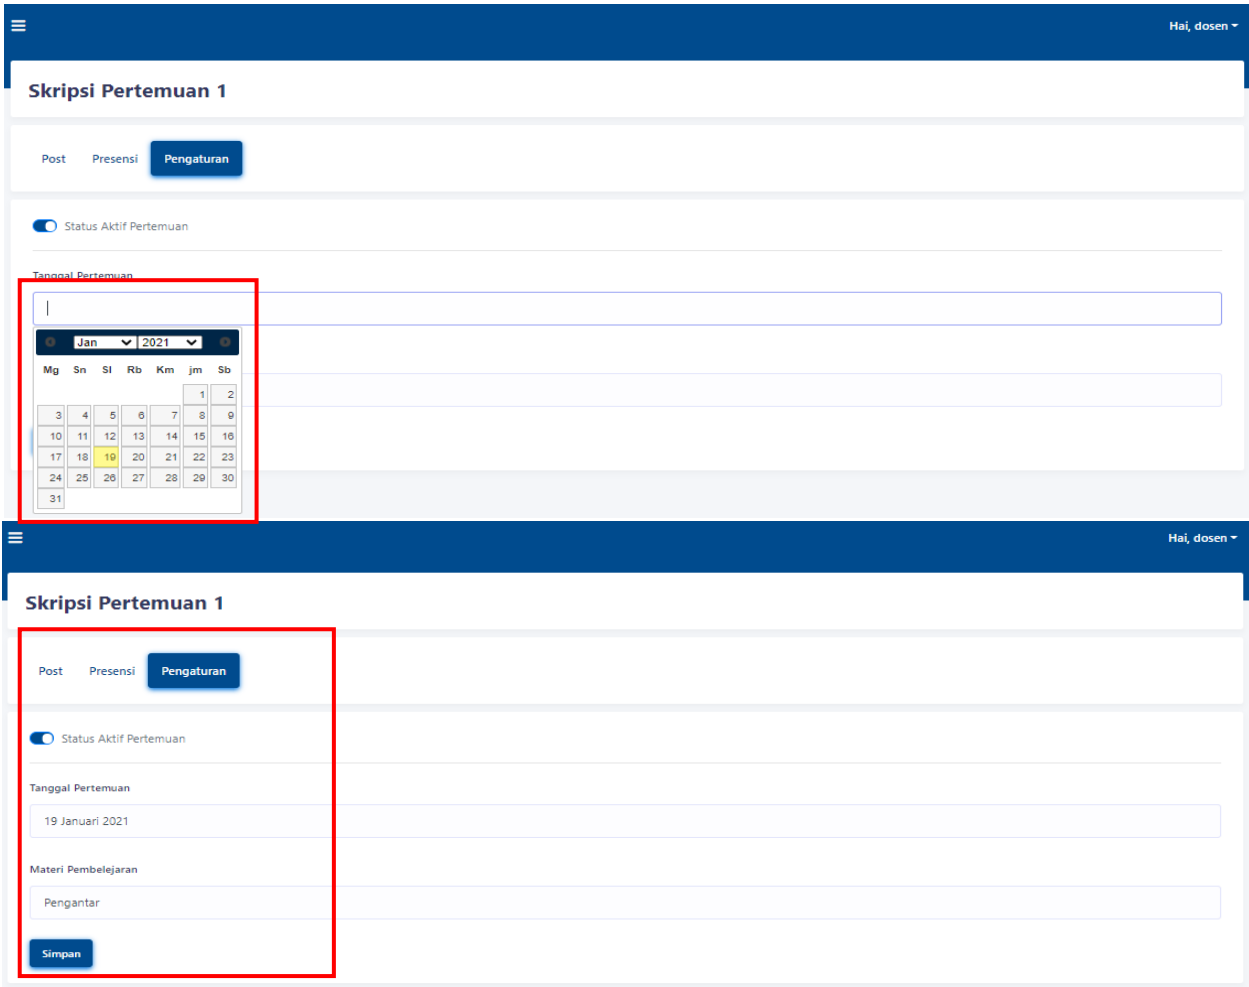 Hai, dosen
Skripsi Pertemuan 1
Post Presensi Pengaturan
Status Aktif Pertemuan
Tanggal Pertemuan
Jan 2021
Mg Sn Sl Rb Km jm Sb
1 2
3 4 5 6 7 8 9
10 11 12 13 14 15 16
17 18 19 20 21 22 23
24 25 26 27 28 29 30
31
Hai, dosen
Skripsi Pertemuan 1
Post Presensi Pengaturan
Status Aktif Pertemuan
Tanggal Pertemuan
19 Januari 2021
Materi Pembelejaran
Pengantar
Simpan